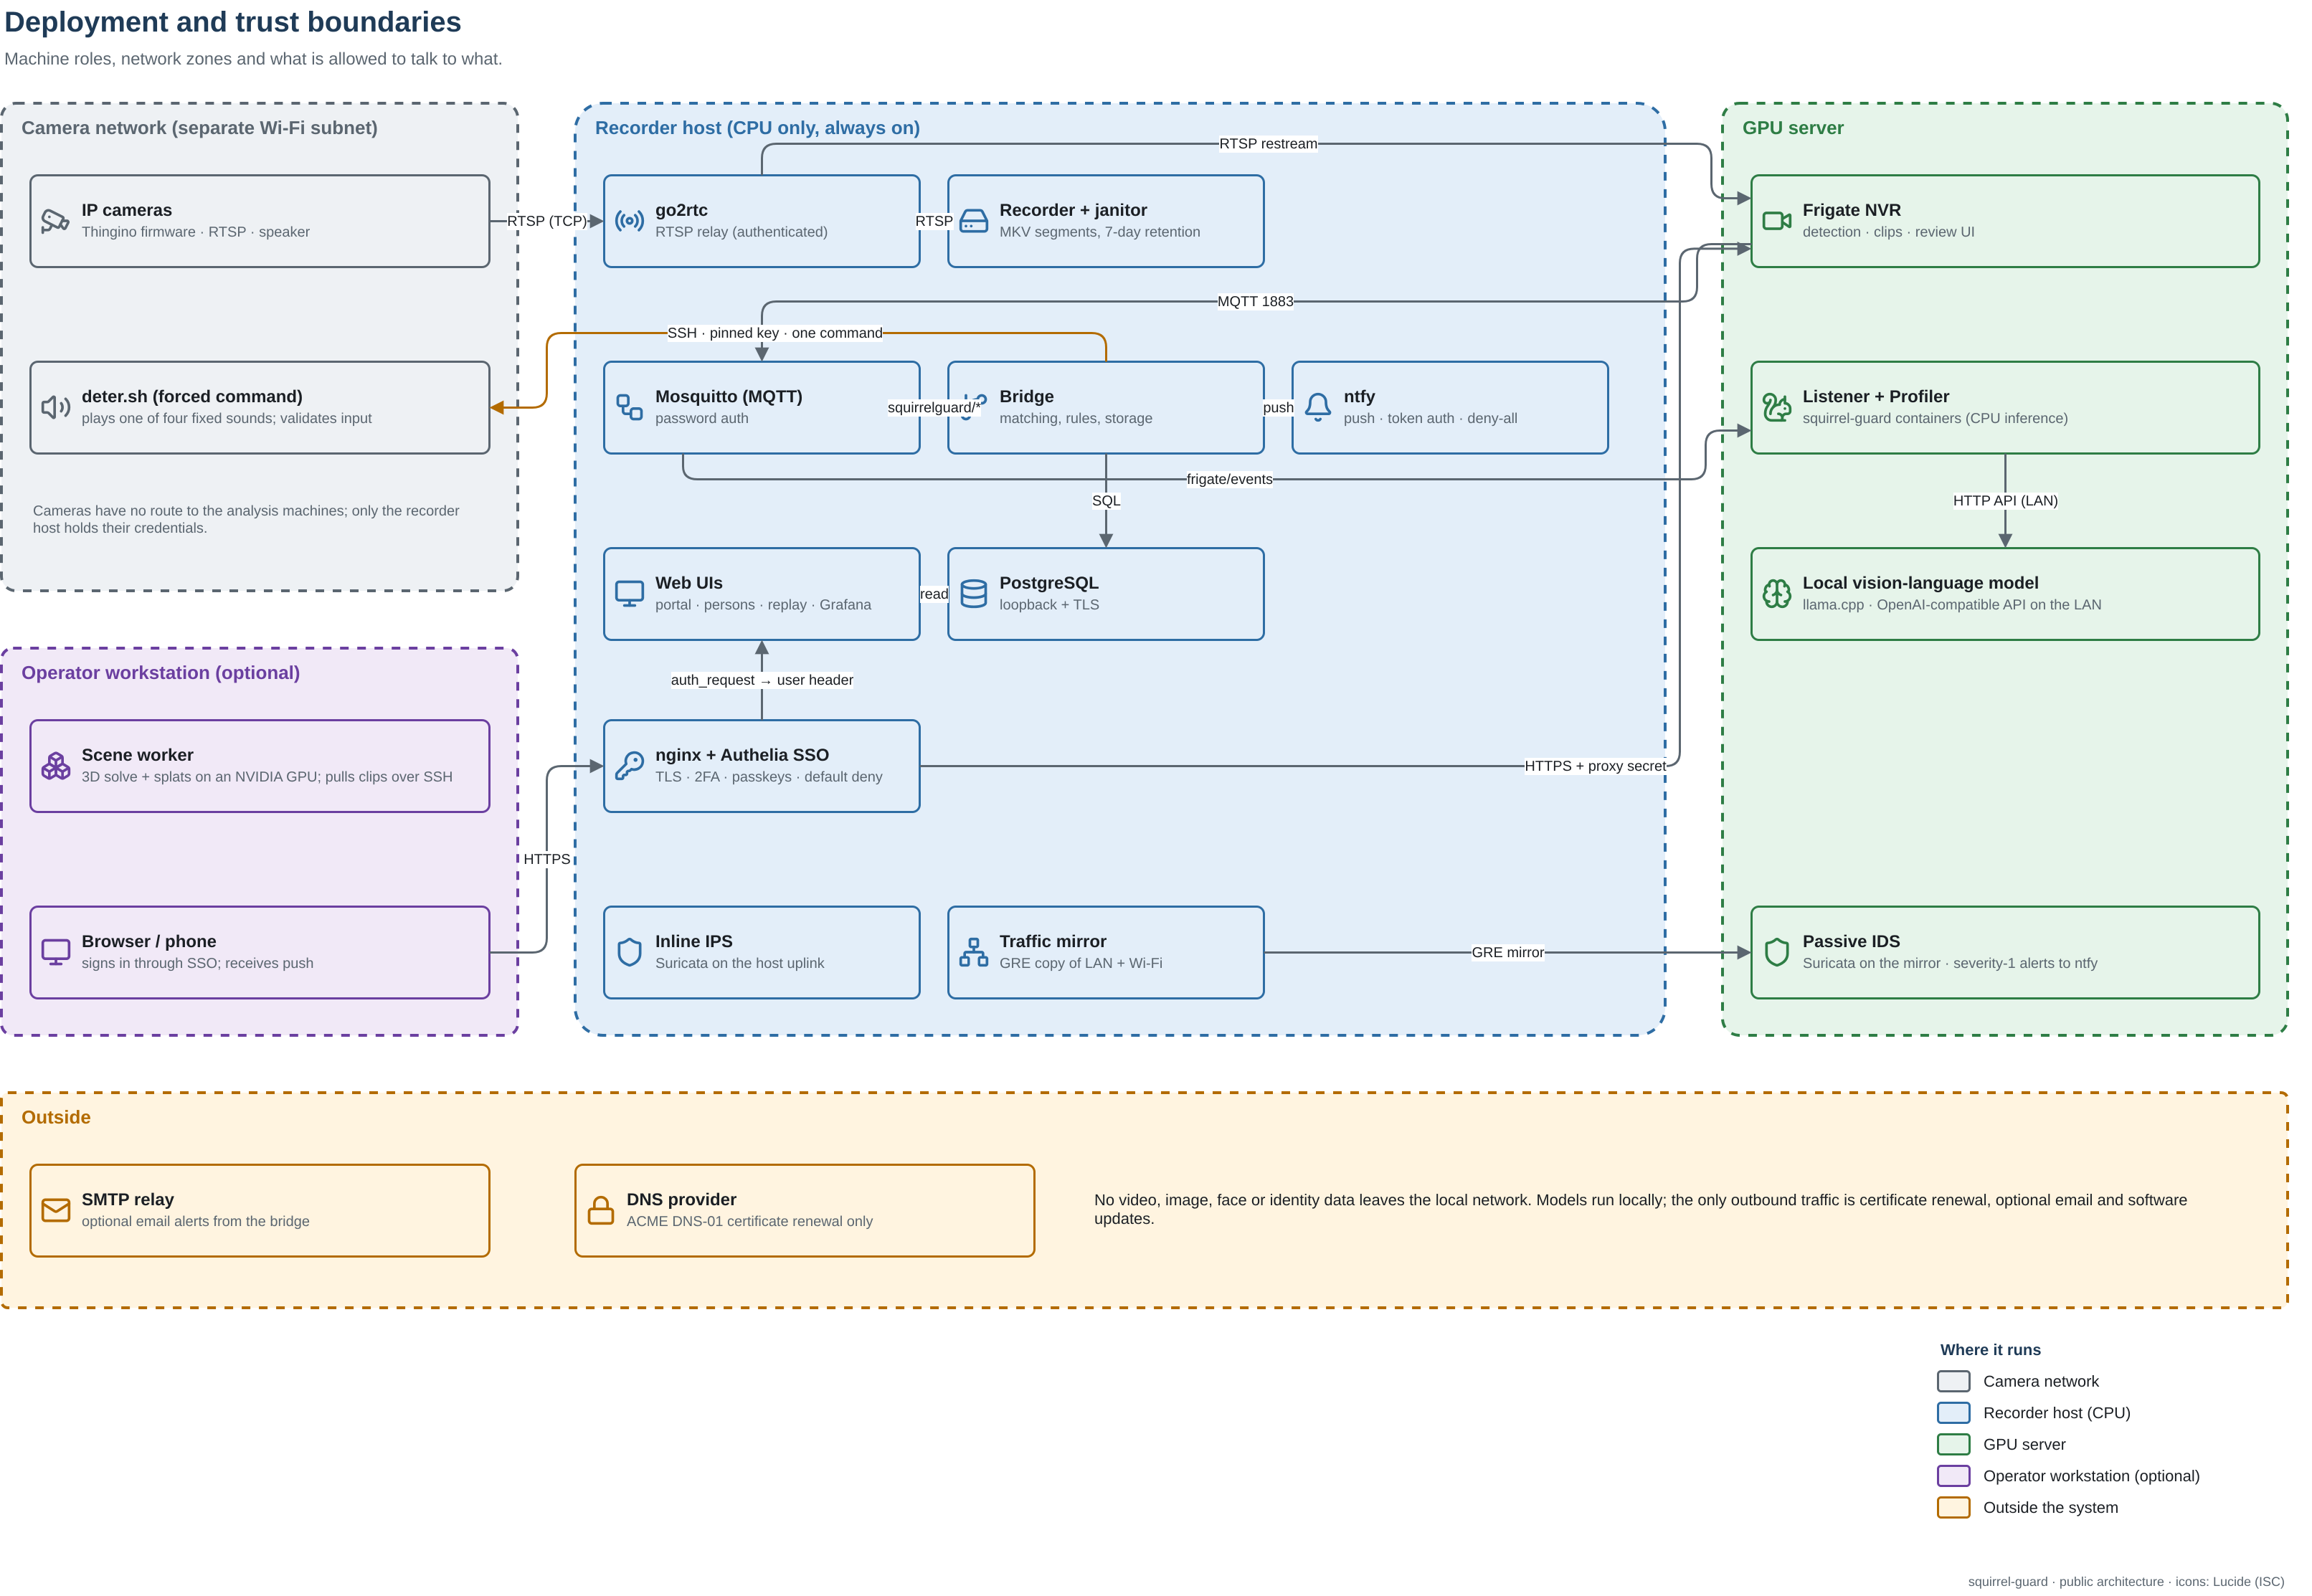 Deployment and trust boundaries
Machine roles, network zones and what is allowed to talk to what.
Camera network (separate Wi-Fi subnet)
IP cameras
Thingino firmware · RTSP · speaker
RTSP (TCP)
deter.sh (forced command)
plays one of four fixed sounds; validates input
Cameras have no route to the analysis machines; only the recorder
host holds their credentials.
Operator workstation (optional)
Scene worker
3D solve + splats on an NVIDIA GPU; pulls clips over SSH
HTTPS
Browser / phone
signs in through SSO; receives push
Recorder host (CPU only, always on)
RTSP restream
go2rtc
RTSP relay (authenticated)
RTSP
Recorder + janitor
MKV segments, 7-day retention
MQTT 1883
SSH · pinned key · one command
Mosquitto (MQTT)
password auth
squirrelguard/*
Bridge
matching, rules, storage
push
ntfy
push · token auth · deny-all
frigate/events
SQL
Web UIs
portal · persons · replay · Grafana
read
PostgreSQL
loopback + TLS
auth_request → user header
nginx + Authelia SSO
TLS · 2FA · passkeys · default deny
HTTPS + proxy secret
Inline IPS
Suricata on the host uplink
Traffic mirror
GRE copy of LAN + Wi-Fi
GRE mirror
GPU server
Frigate NVR
detection · clips · review UI
Listener + Profiler
squirrel-guard containers (CPU inference)
HTTP API (LAN)
Local vision-language model
llama.cpp · OpenAI-compatible API on the LAN
Passive IDS
Suricata on the mirror · severity-1 alerts to ntfy
Outside
SMTP relay
optional email alerts from the bridge
DNS provider
ACME DNS-01 certificate renewal only
No video, image, face or identity data leaves the local network. Models run locally; the only outbound traffic is certificate renewal, optional email and software
updates.
Where it runs
Camera network
Recorder host (CPU)
GPU server
Operator workstation (optional)
Outside the system
squirrel-guard · public architecture · icons: Lucide (ISC)